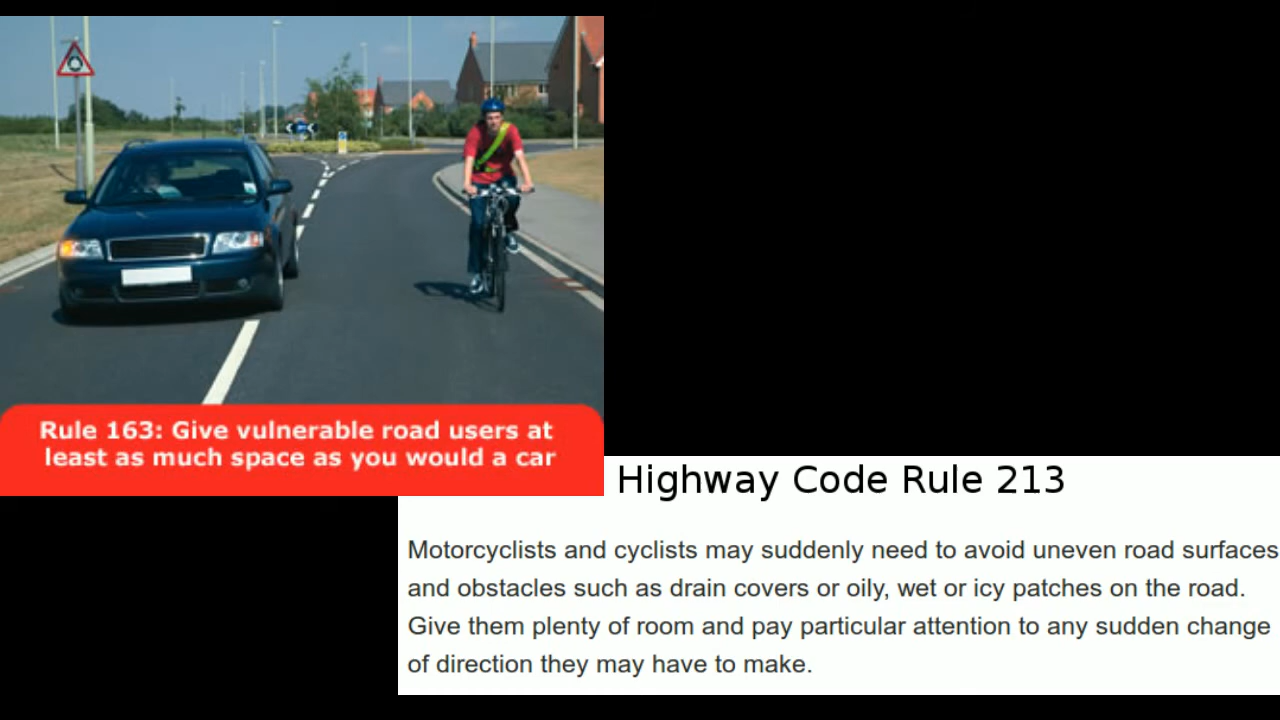 Rule 163: Give vulnerable road users at
least as much space as you would a car
Highway Code Rule 213
Motorcyclists and cyclists may suddenly need to avoid uneven road surfaces
and obstacles such as drain covers or oily, wet or icy patches on the road.
Give them plenty of room and pay particular attention to any sudden change
of direction they may have to make.